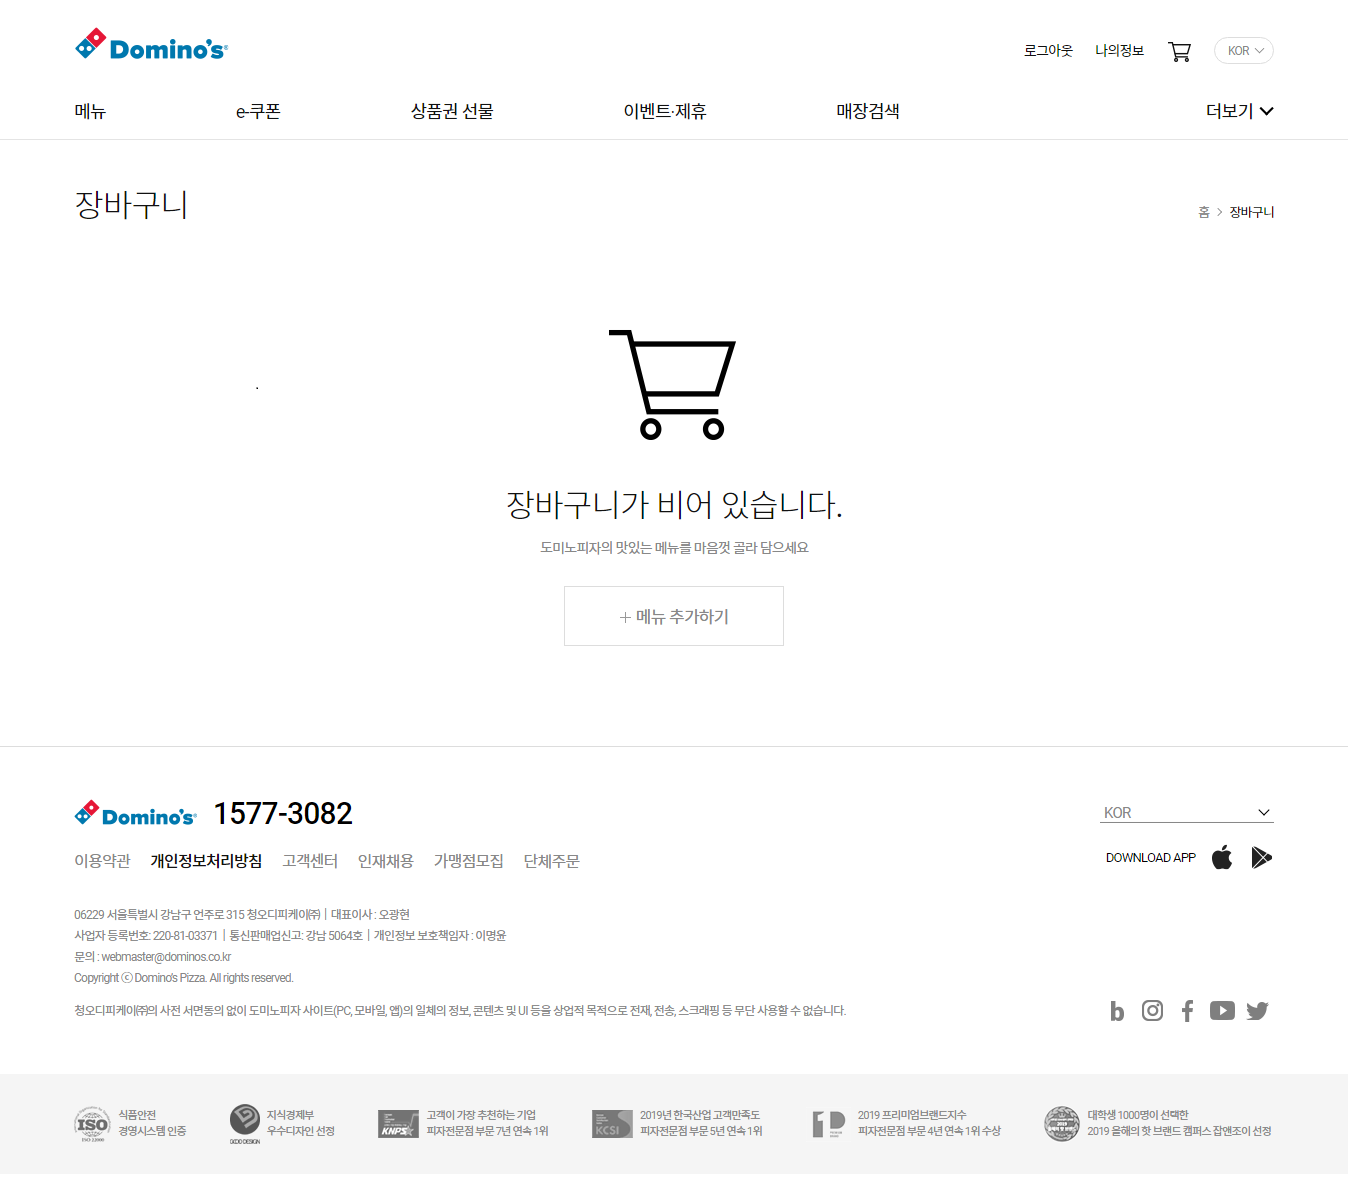 Domino's
로그아웃 나의정보 KOR
메뉴 e-쿠폰 상품권 선물 이벤트·제휴 매장검색 더보기
장바구니
홈 > 장바구니
장바구니가 비어 있습니다.
도미노피자의 맛있는 메뉴를 마음껏 골라 담으세요
+ 메뉴 추가하기
Domino's 1577-3082
KOR
이용약관 개인정보처리방침 고객센터 인재채용 가맹점모집 단체주문
DOWNLOAD APP
06229 서울특별시 강남구 언주로 315 청오디피케이㈜ | 대표이사 : 오광현
사업자 등록번호: 220-81-03371 | 통신판매업신고: 강남 5064호 | 개인정보 보호책임자 : 이명윤
문의 : webmaster@dominos.co.kr
Copyright ⓒ Domino's Pizza. All rights reserved.
청오디피케이㈜의 사전 서면동의 없이 도미노피자 사이트(PC, 모바일, 앱)의 일체의 정보, 콘텐츠 및 UI 등을 상업적 목적으로 전재, 전송, 스크래핑 등 무단 사용할 수 없습니다.
ISO
식품안전
경영시스템 인증
지식경제부
우수디자인 선정
KNPS
고객이 가장 추천하는 기업
피자전문점 부문 7년 연속 1위
KCSI
2019년 한국산업 고객만족도
피자전문점 부문 5년 연속 1위
2019 프리미엄브랜드지수
피자전문점 부문 4년 연속 1위 수상
대학생 1000명이 선택한
2019 올해의 핫 브랜드 캠퍼스 잡앤조이 선정